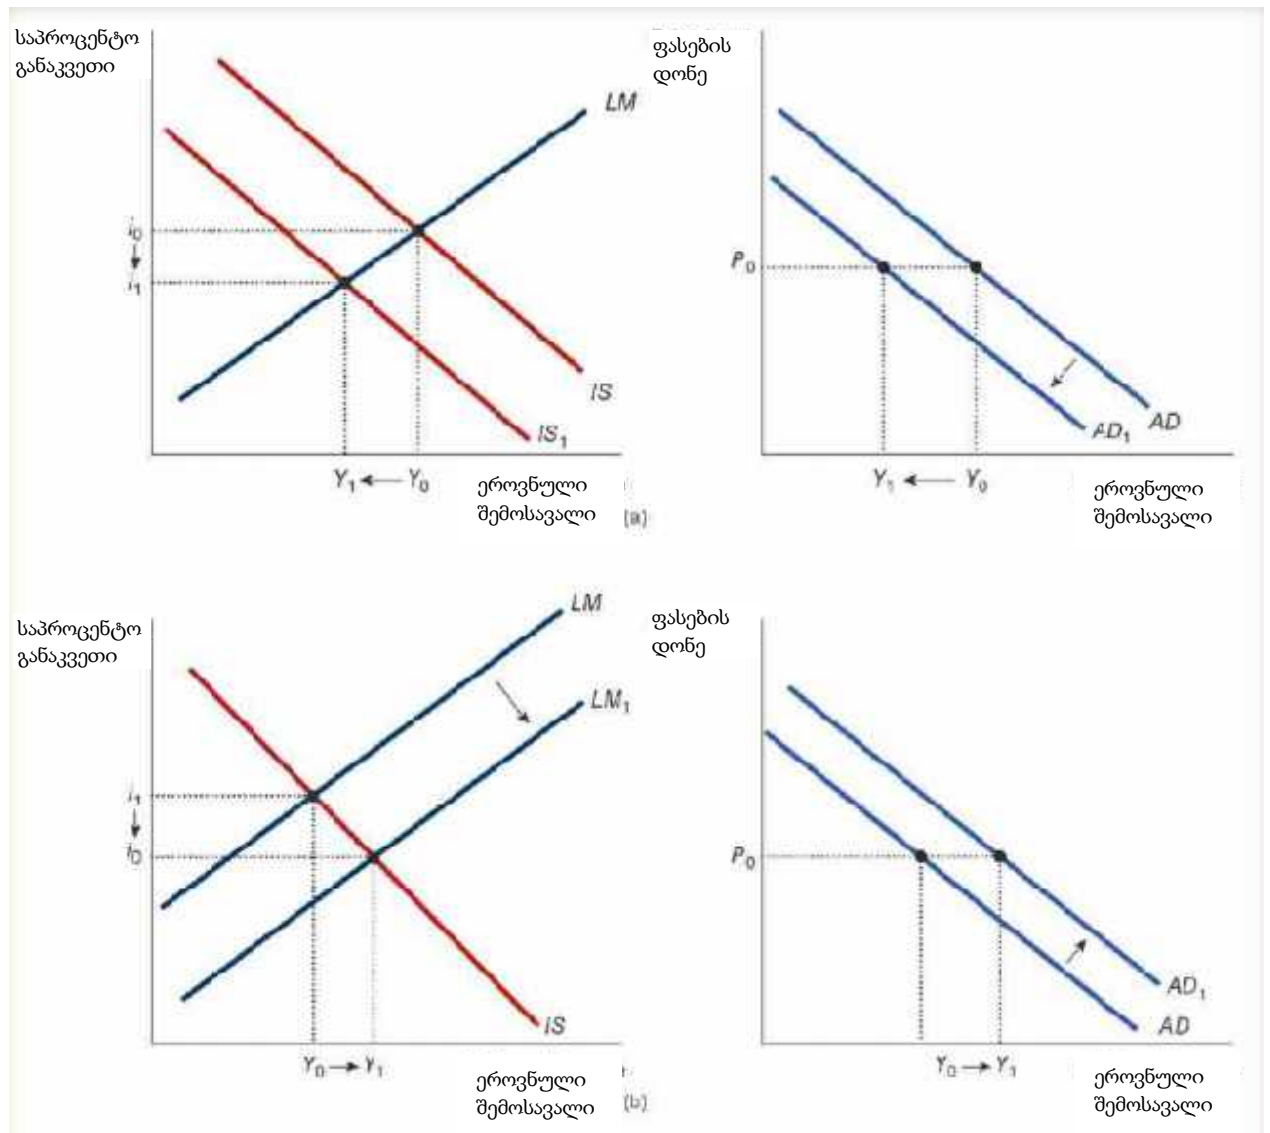 საპროცენტო
განაკვეთი
LM
i₀
i₁
IS
IS₁
Y₁ ← Y₀
ეროვნული
შემოსავალი
(a)
ფასების
დონე
P₀
AD
AD₁
Y₁ ← Y₀
ეროვნული
შემოსავალი
საპროცენტო
განაკვეთი
LM
LM₁
i₁
i₀
IS
Y₀ → Y₁
ეროვნული
შემოსავალი
(b)
ფასების
დონე
P₀
AD₁
AD
Y₀ → Y₁
ეროვნული
შემოსავალი